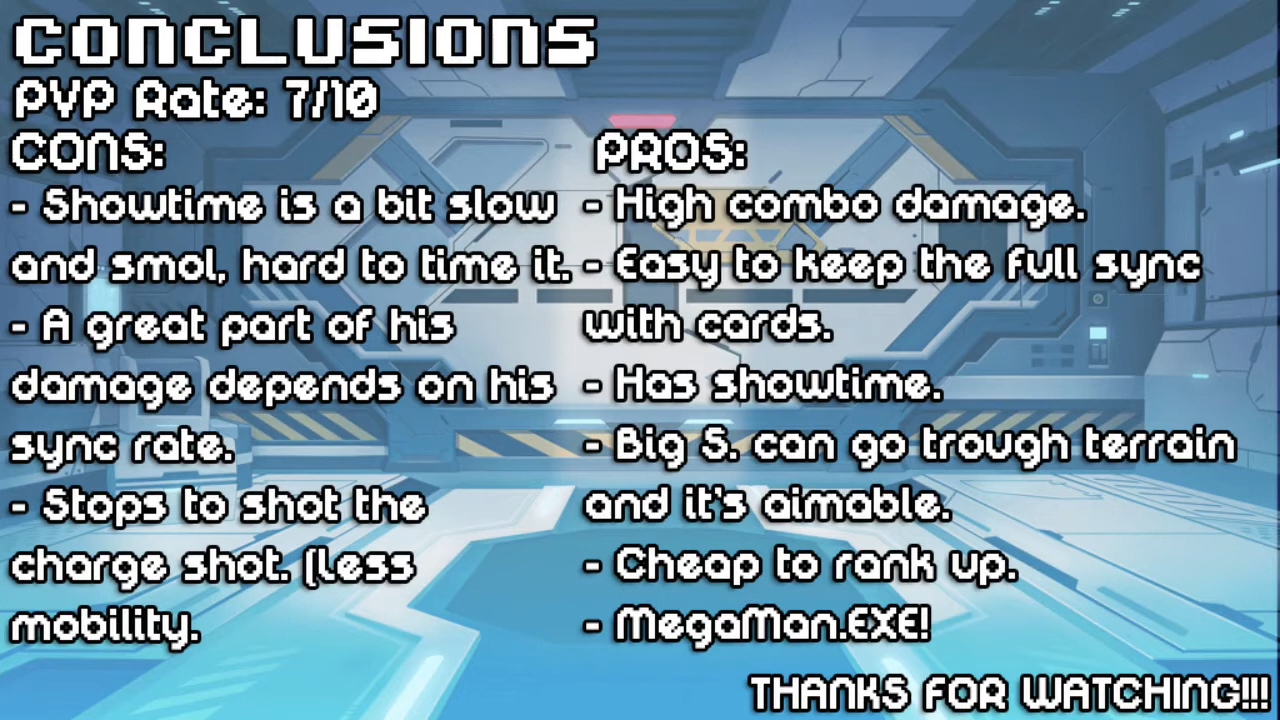 CONCLUSIONS
PVP Rate: 7/10
CONS:
- Showtime is a bit slow
and smol, hard to time it.
- A great part of his
damage depends on his
sync rate.
- Stops to shot the
charge shot. (Less
mobility.
PROS:
- High combo damage.
- Easy to keep the full sync
with cards.
- Has showtime.
- Big S. can go trough terrain
and it's aimable.
- Cheap to rank up.
- MegaMan.EXE!
THANKS FOR WATCHING!!!